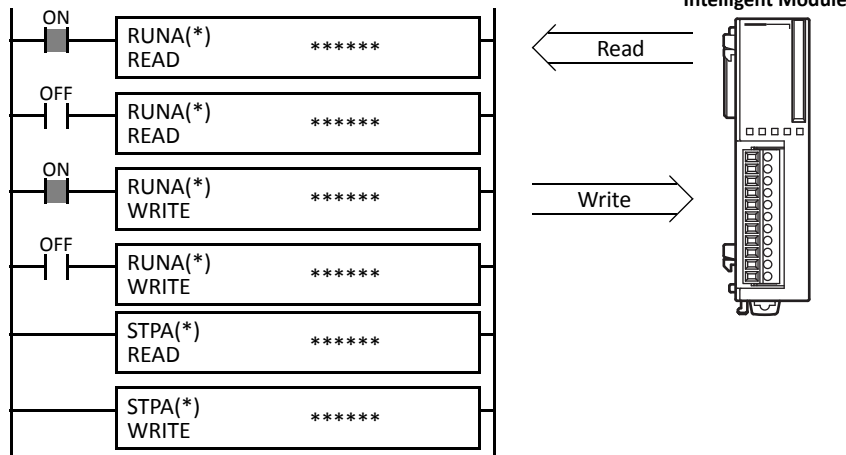 Intelligent Module
ON
RUNA(*)
READ
******
Read
OFF
RUNA(*)
READ
******
ON
RUNA(*)
WRITE
******
Write
OFF
RUNA(*)
WRITE
******
STPA(*)
READ
******
STPA(*)
WRITE
******